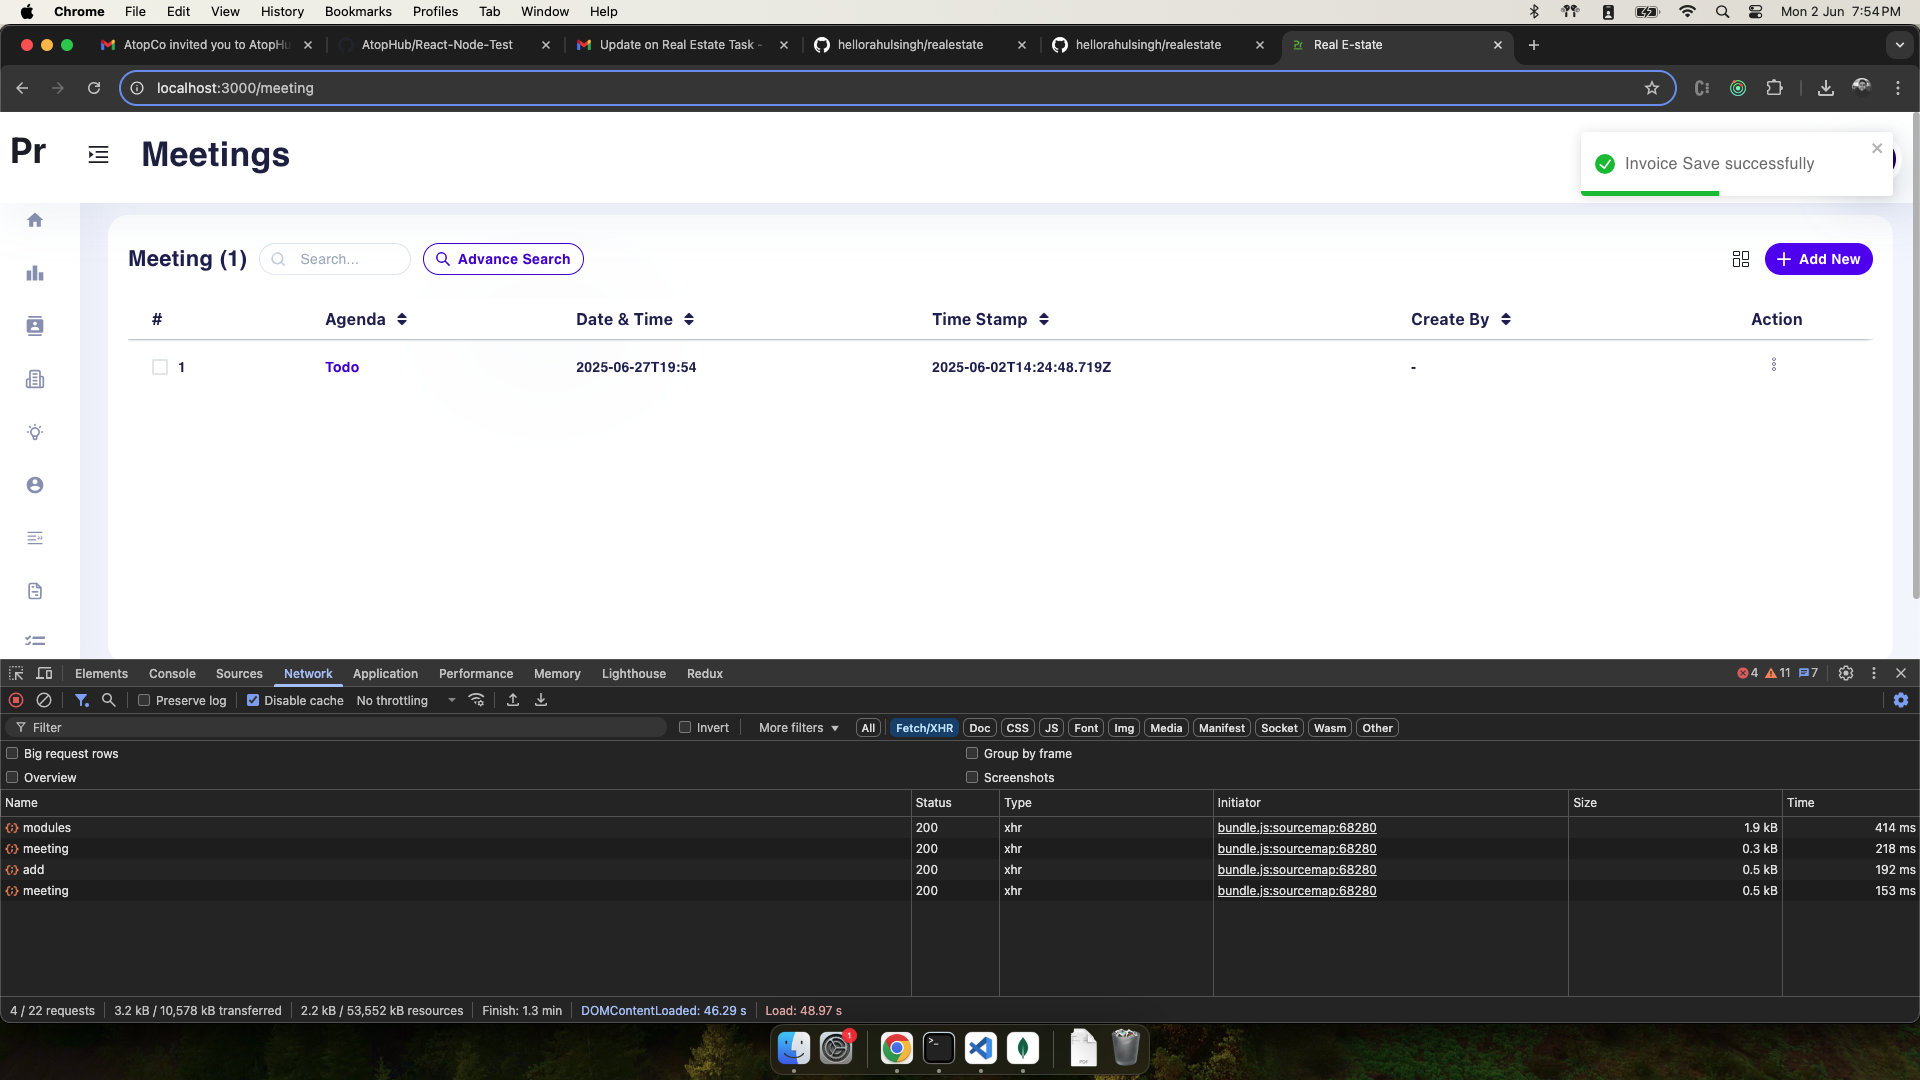 Chrome File Edit View History Bookmarks Profiles Tab Window Help Mon 2 Jun 7:54 PM
AtopCo invited you to AtopHu AtopHub/React-Node-Test Update on Real Estate Task - hellorahulsingh/realestate hellorahulsingh/realestate Real E-state
localhost:3000/meeting
Pr Meetings
Invoice Save successfully
Meeting (1) Search... Advance Search Add New
# Agenda Date & Time Time Stamp Create By Action
1 Todo 2025-06-27T19:54 2025-06-02T14:24:48.719Z -
Elements Console Sources Network Application Performance Memory Lighthouse Redux 4 11 7
Preserve log Disable cache No throttling
Filter Invert More filters All Fetch/XHR Doc CSS JS Font Img Media Manifest Socket Wasm Other
Big request rows Group by frame
Overview Screenshots
Name Status Type Initiator Size Time
modules 200 xhr bundle.js:sourcemap:68280 1.9 kB 414 ms
meeting 200 xhr bundle.js:sourcemap:68280 0.3 kB 218 ms
add 200 xhr bundle.js:sourcemap:68280 0.5 kB 192 ms
meeting 200 xhr bundle.js:sourcemap:68280 0.5 kB 153 ms
4 / 22 requests 3.2 kB / 10,578 kB transferred 2.2 kB / 53,552 kB resources Finish: 1.3 min DOMContentLoaded: 46.29 s Load: 48.97 s
1
PDF